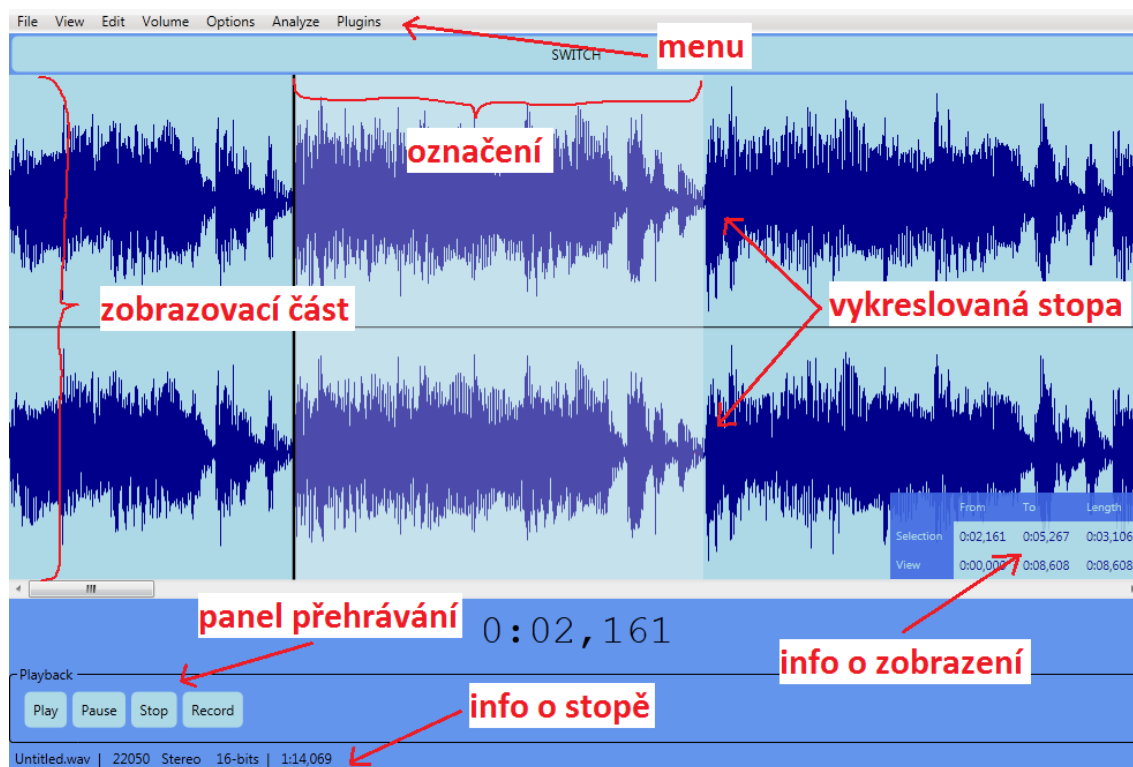 File View Edit Volume Options Analyze Plugins
menu
SWITCH
označení
zobrazovací část
vykreslovaná stopa
From To Length
Selection 0:02,161 0:05,267 0:03,106
View 0:00,000 0:08,608 0:08,608
panel přehrávání
0:02,161
info o zobrazení
Playback
Play Pause Stop Record
info o stopě
Untitled.wav | 22050 Stereo 16-bits | 1:14,069